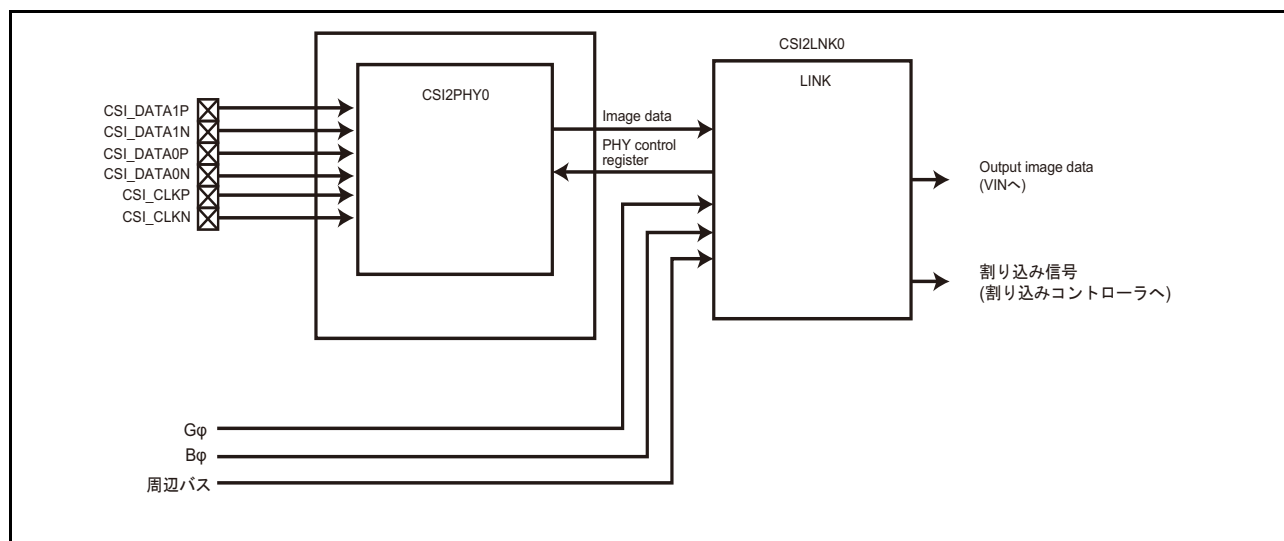 CSI2LNK0
LINK
CSI2PHY0
CSI_DATA1P
CSI_DATA1N
CSI_DATA0P
CSI_DATA0N
CSI_CLKP
CSI_CLKN
Image data
PHY control
register
Output image data
(VINへ)
割り込み信号
(割り込みコントローラへ)
Gφ
Bφ
周辺バス